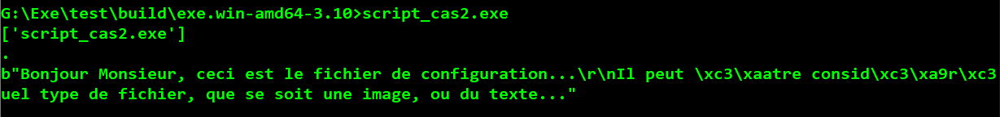 G:\Exe\test\build\exe.win-amd64-3.10>script_cas2.exe
['script_cas2.exe']
.
b"Bonjour Monsieur, ceci est le fichier de configuration...\r\nIl peut \xc3\xaatre consid\xc3\xa9r\xc3
uel type de fichier, que se soit une image, ou du texte..."